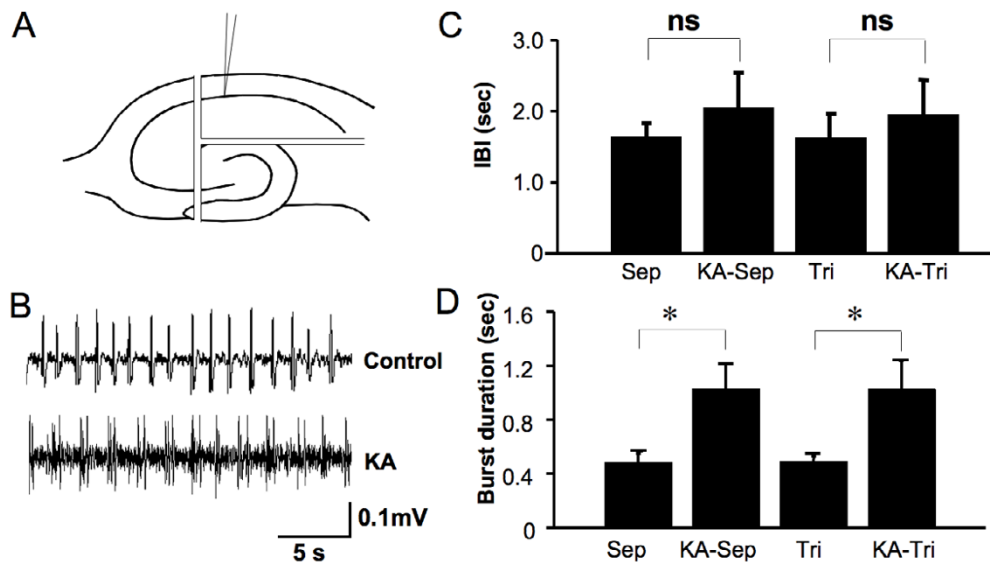 A
B
Control
KA
0.1mV
5 s
C
ns
ns
3.0
2.0
1.0
0
IBI (sec)
Sep
KA-Sep
Tri
KA-Tri
D
*
*
1.6
1.2
0.8
0.4
0
Burst duration (sec)
Sep
KA-Sep
Tri
KA-Tri